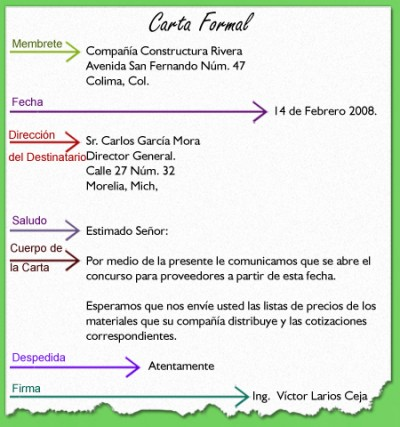 Carta Formal
Membrete
Compañía Constructura Rivera
Avenida San Fernando Núm. 47
Colima, Col.
Fecha
14 de Febrero 2008.
Dirección
del Destinatario
Sr. Carlos García Mora
Director General.
Calle 27 Núm. 32
Morelia, Mich,
Saludo
Estimado Señor:
Cuerpo de
la Carta
Por medio de la presente le comunicamos que se abre el
concurso para proveedores a partir de esta fecha.
Esperamos que nos envíe usted las listas de precios de los
materiales que su compañía distribuye y las cotizaciones
correspondientes.
Despedida
Atentamente
Firma
Ing. Víctor Larios Ceja